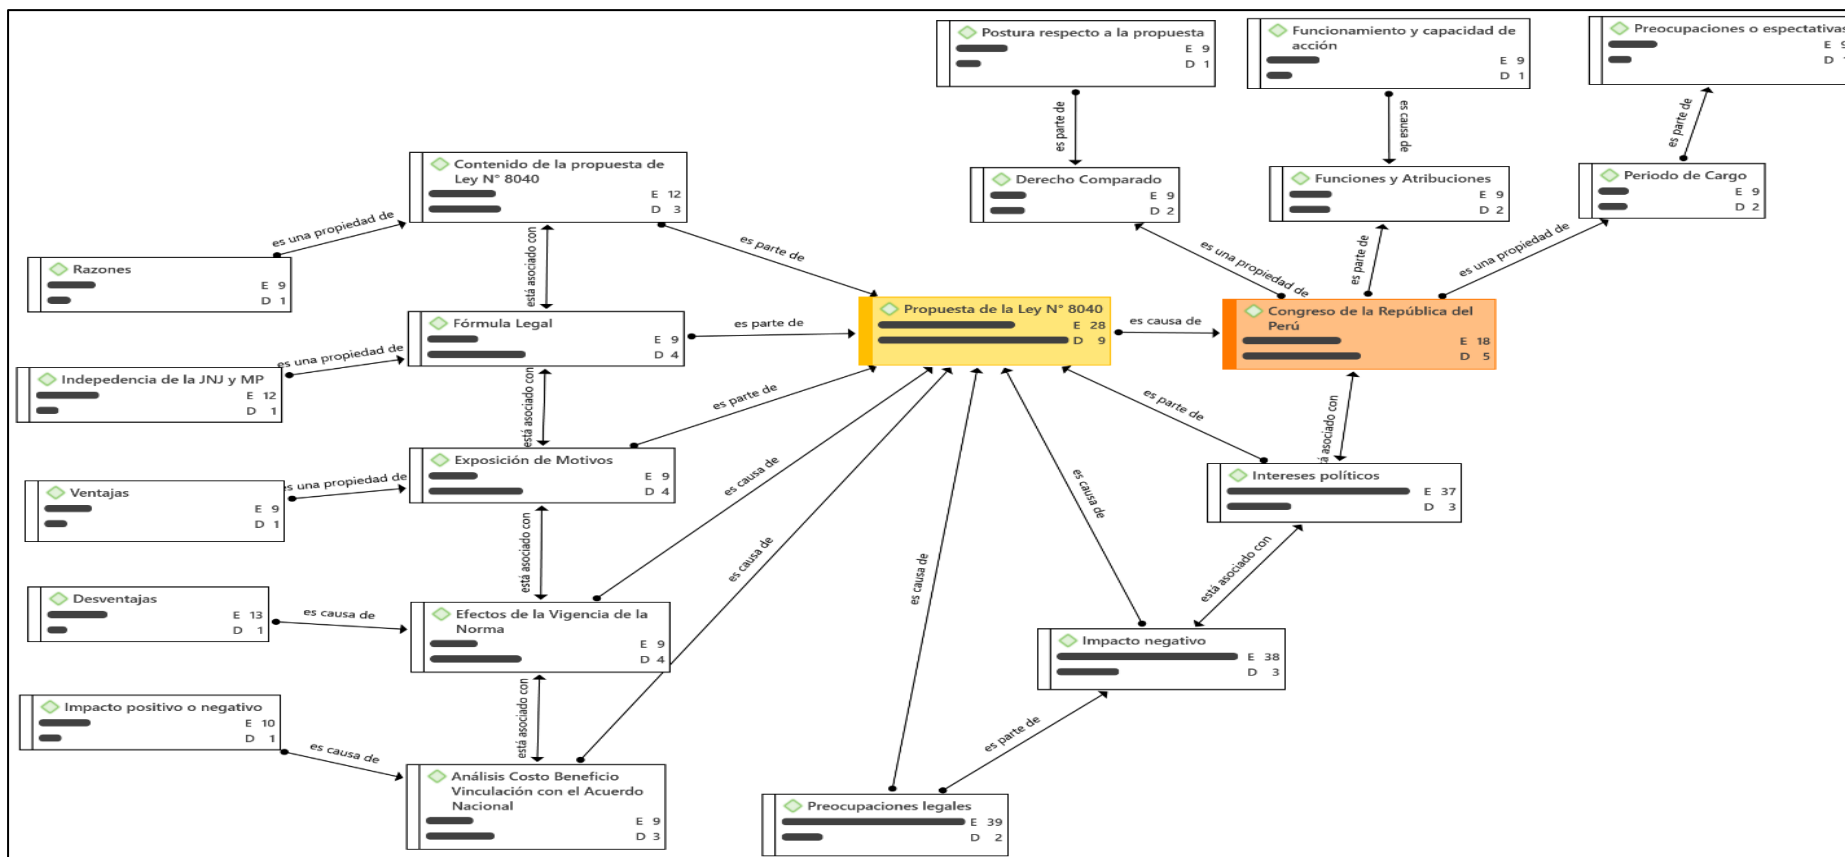 Postura respecto a la propuesta
E 9
D 1
Funcionamiento y capacidad de
acción
E 9
D 1
Preocupaciones o espectativas
E 9
D 1
es parte de
es causa de
es parte de
Contenido de la propuesta de
Ley N° 8040
E 12
D 3
Derecho Comparado
E 9
D 2
Funciones y Atribuciones
E 9
D 2
Periodo de Cargo
E 9
D 2
es una propiedad de
está asociado con
es parte de
es una propiedad de
es parte de
es una propiedad de
Razones
E 9
D 1
Fórmula Legal
E 9
D 4
es parte de
Propuesta de la Ley N° 8040
E 28
D 9
es causa de
Congreso de la República del
Perú
E 18
D 5
es una propiedad de
Indepedencia de la JNJ y MP
E 12
D 1
está asociado con
es parte de
es parte de
tá asociado con
Exposición de Motivos
E 9
D 4
Intereses políticos
E 37
D 3
es una propiedad de
Ventajas
E 9
D 1
es causa de
es causa de
está asociado con
es causa de
es causa de
está asociado con
Desventajas
E 13
D 1
es causa de
Efectos de la Vigencia de la
Norma
E 9
D 4
Impacto negativo
E 38
D 3
Impacto positivo o negativo
E 10
D 1
está asociado con
es causa de
es parte de
Análisis Costo Beneficio
Vinculación con el Acuerdo
Nacional
E 9
D 3
Preocupaciones legales
E 39
D 2